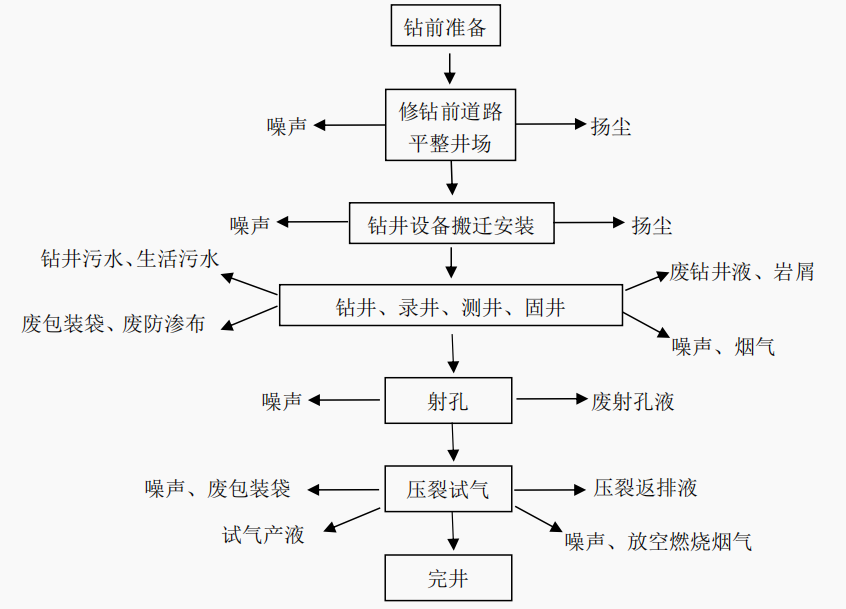 钻前准备
修钻前道路
平整井场
噪声
扬尘
钻井设备搬迁安装
噪声
扬尘
钻井污水、生活污水
废钻井液、岩屑
钻井、录井、测井、固井
废包装袋、废防渗布
噪声、烟气
噪声
射孔
废射孔液
噪声、废包装袋
压裂试气
压裂返排液
试气产液
噪声、放空燃烧烟气
完井